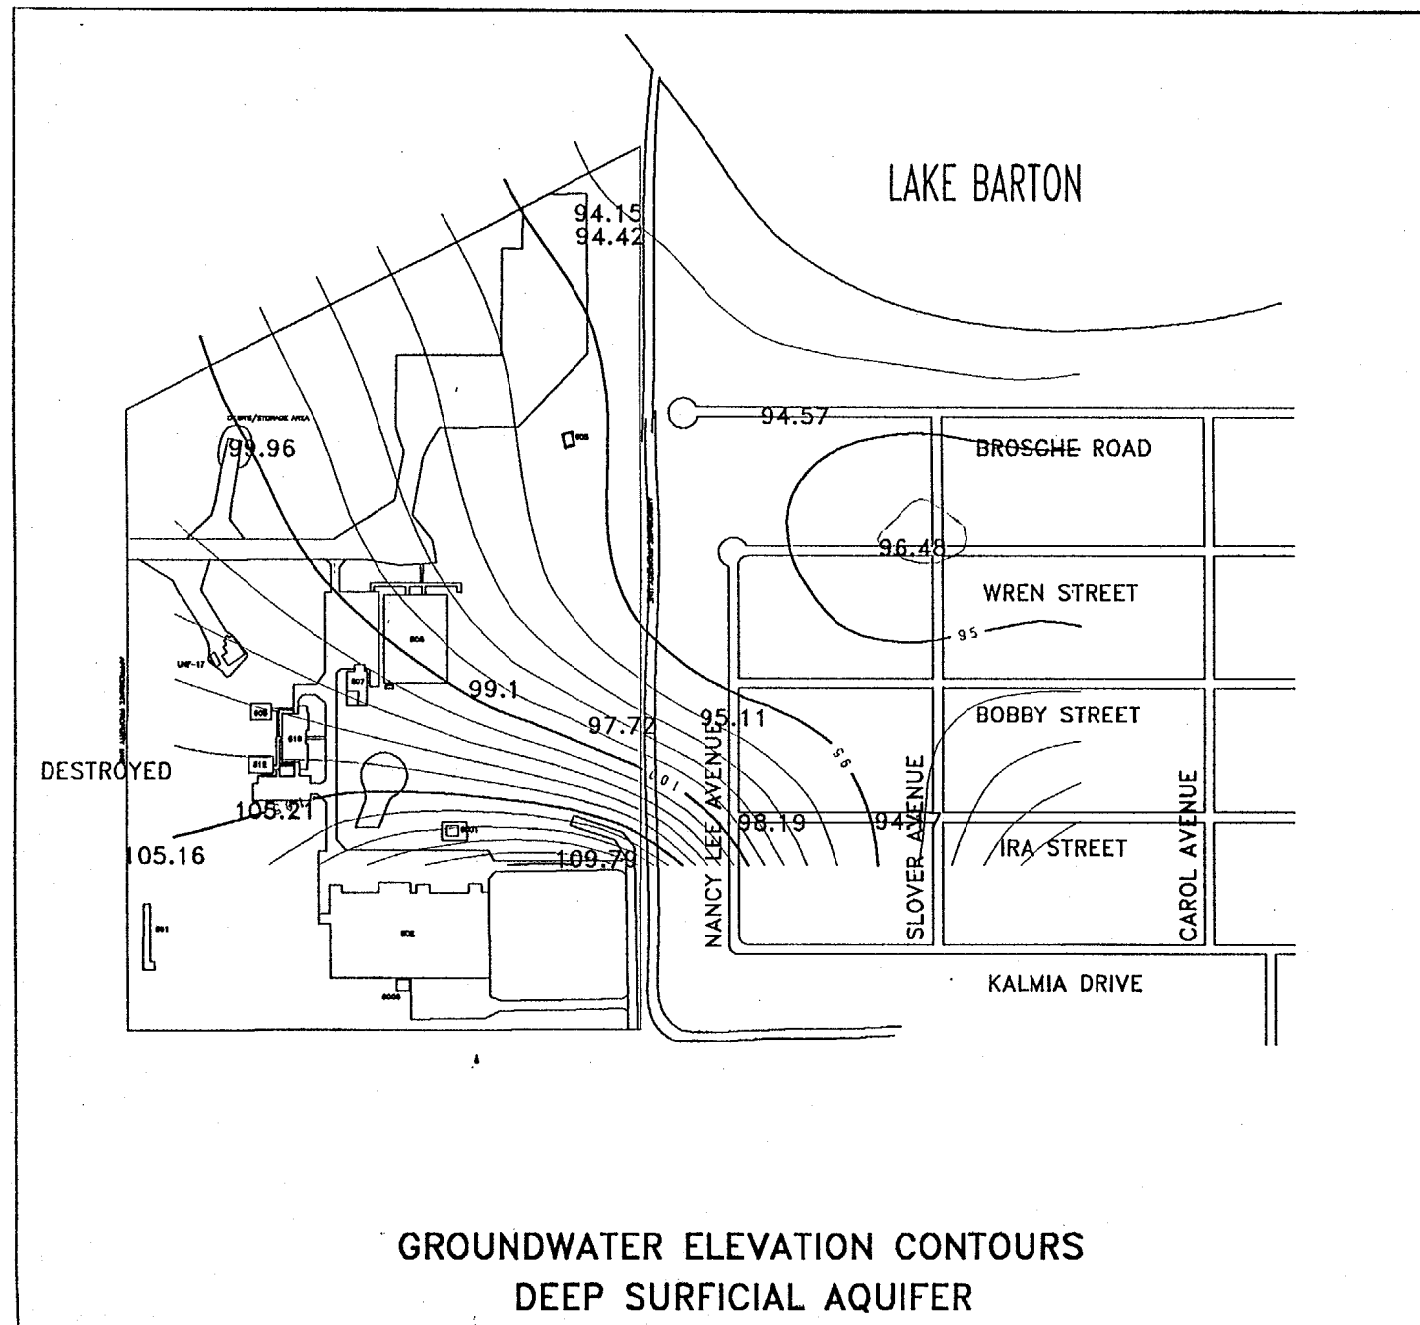 LAKE BARTON
94.15
94.42
94.57
99.96
BROSCHE ROAD
96.48
WREN STREET
95
99.1
97.72
95.11
BOBBY STREET
95
101
DESTROYED
105.21
98.19
IRA STREET
105.16
109.79
NANCY LEE AVENUE
SLOVER AVENUE
CAROL AVENUE
KALMIA DRIVE
GROUNDWATER ELEVATION CONTOURS
DEEP SURFICIAL AQUIFER